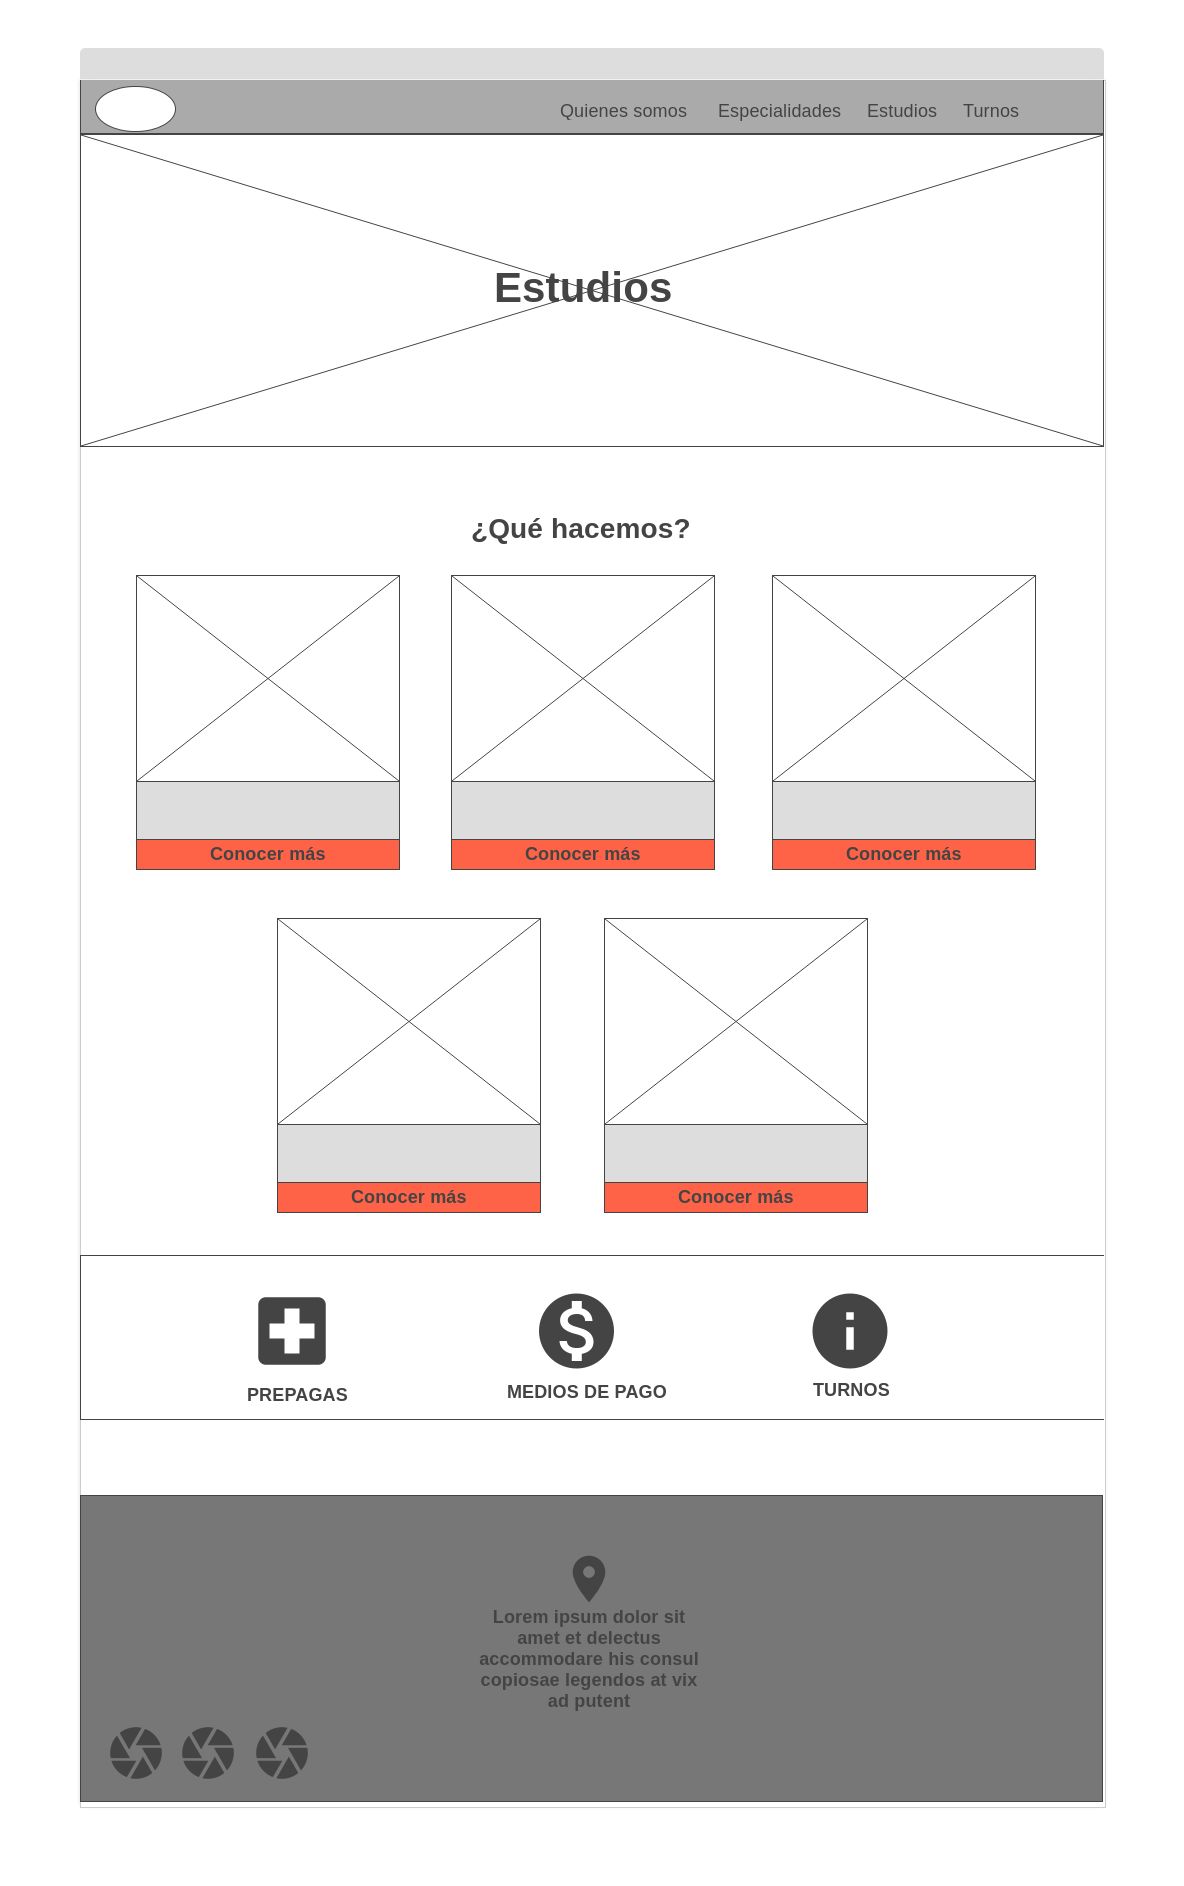 Quienes somos Especialidades Estudios Turnos
Estudios
¿Qué hacemos?
Conocer más Conocer más Conocer más
Conocer más Conocer más
PREPAGAS MEDIOS DE PAGO TURNOS
Lorem ipsum dolor sit
amet et delectus
accommodare his consul
copiosae legendos at vix
ad putent